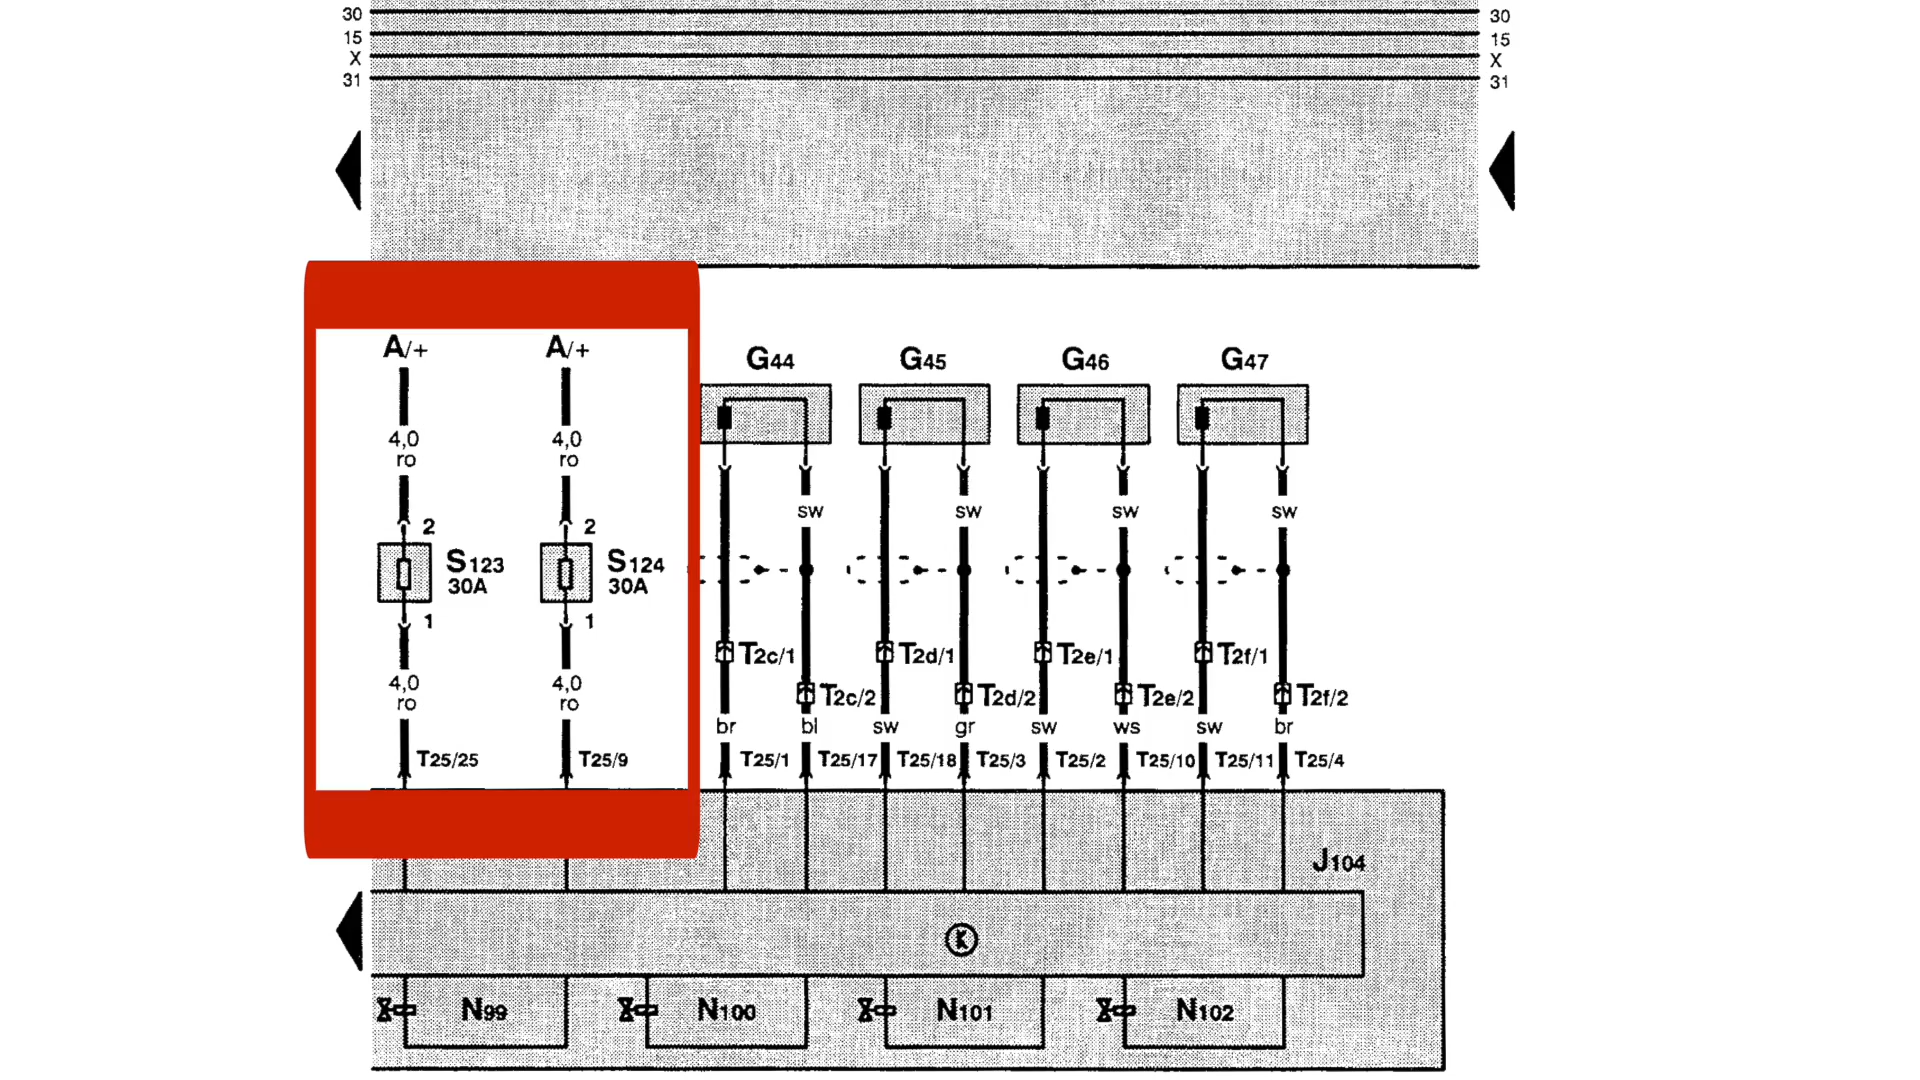 30 30
15 15
X X
31 31
A/+ A/+ G44 G45 G46 G47
4,0 4,0
ro ro
sw sw sw sw
2 2
S123 S124
30A 30A
1 1
T2c/1 T2d/1 T2e/1 T2f/1
4,0 4,0
ro ro T2c/2 T2d/2 T2e/2 T2f/2
br bl sw gr sw ws sw br
T25/25 T25/9 T25/1 T25/17 T25/18 T25/3 T25/2 T25/10 T25/11 T25/4
J104
K
N99 N100 N101 N102